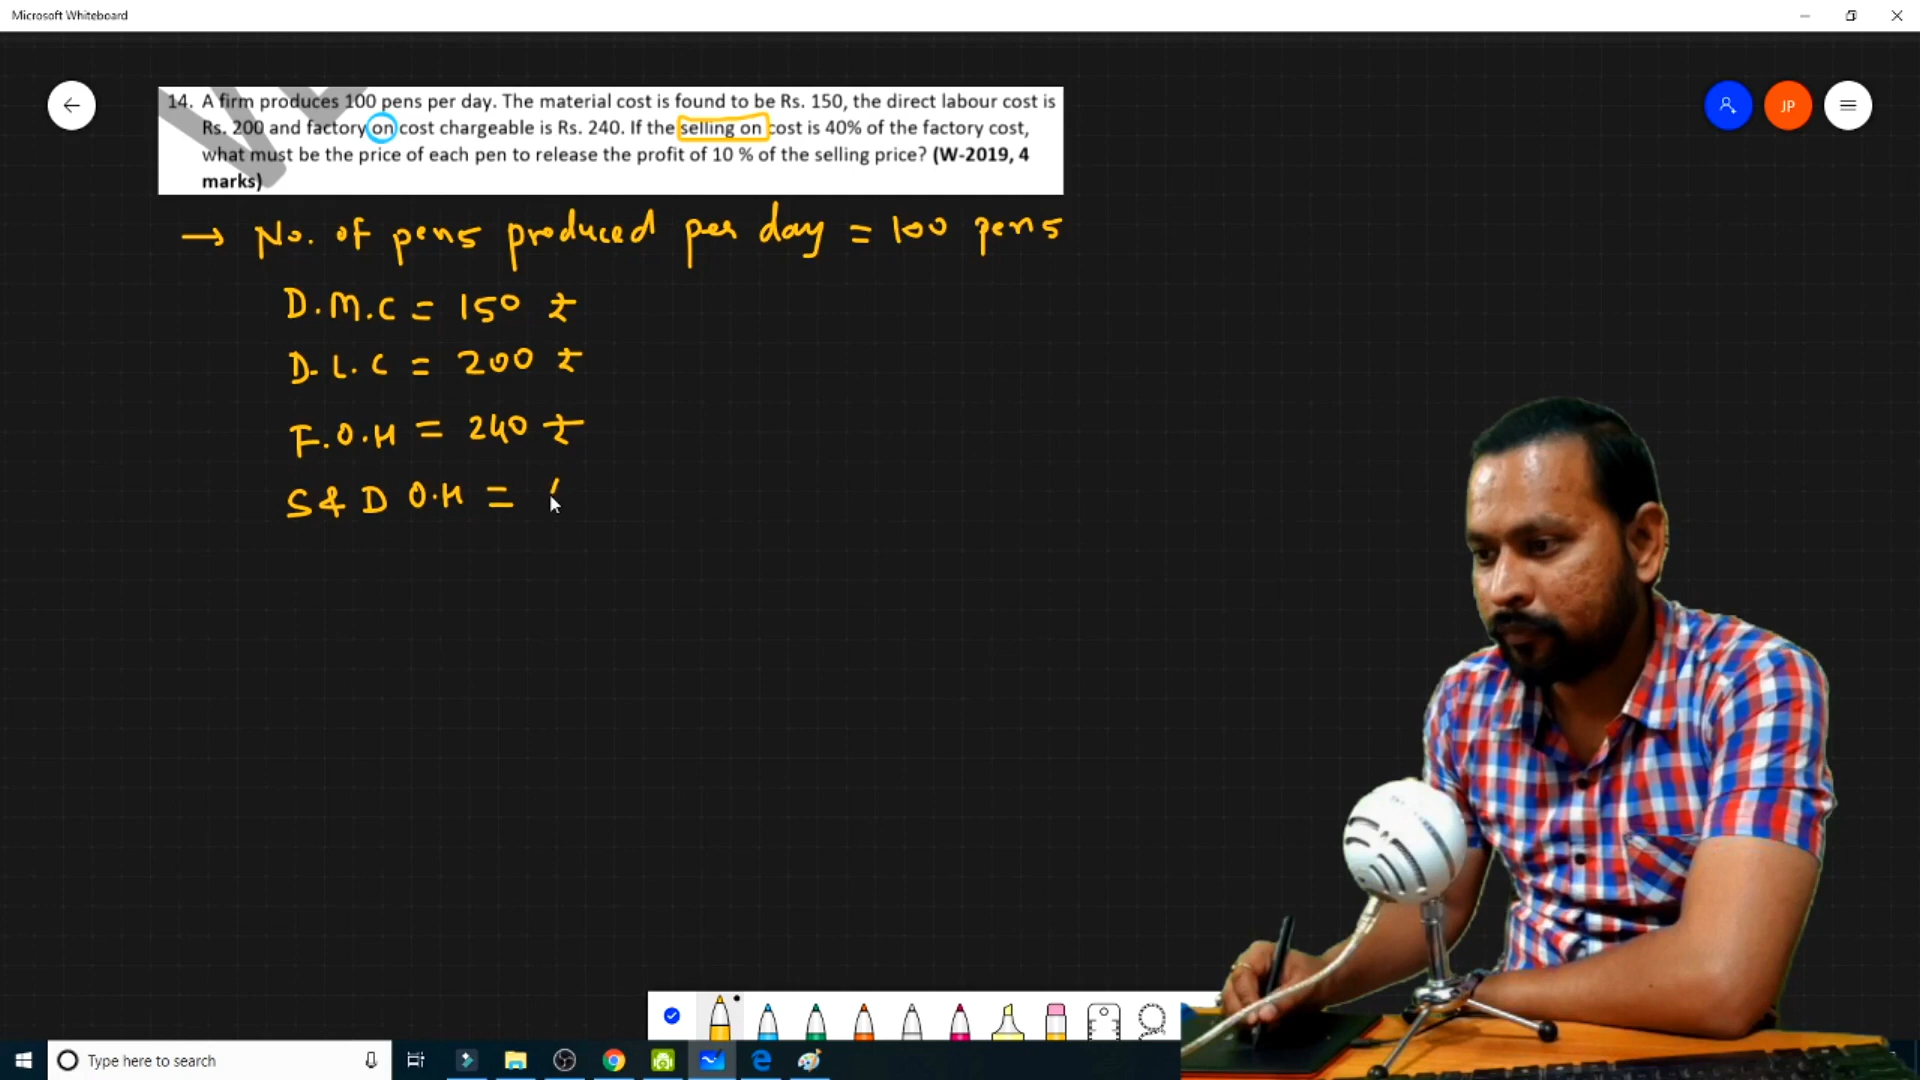 Microsoft Whiteboard
JP
14. A firm produces 100 pens per day. The material cost is found to be Rs. 150, the direct labour cost is
Rs. 200 and factory on cost chargeable is Rs. 240. If the selling on cost is 40% of the factory cost,
what must be the price of each pen to release the profit of 10 % of the selling price? (W-2019, 4
marks)
→ No. of pens produced per day = 100 pens
D.M.C = 150 ₹
D.L.C = 200 ₹
F.O.H = 240 ₹
S & D O.H =
Type here to search